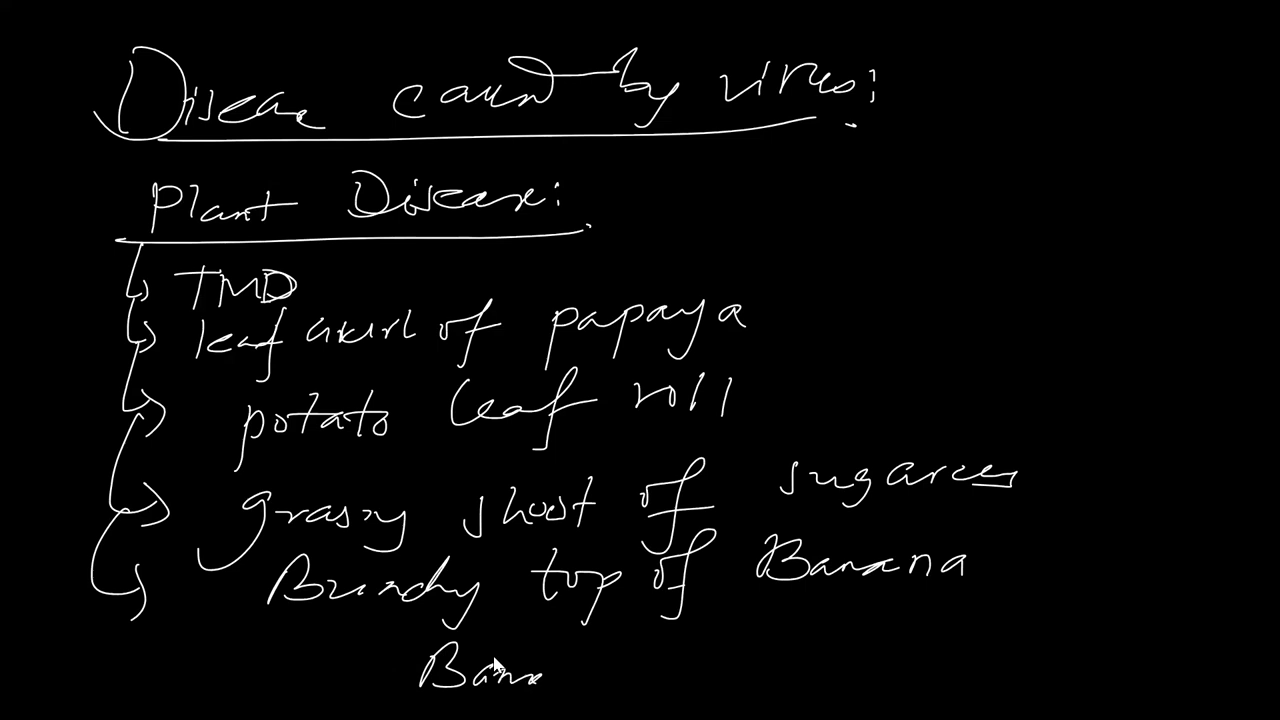 Disease caused by virus:
Plant Disease:
TMD
leaf curl of papaya
potato leaf roll
grassy shoot of sugarcane
Bunchy top of Banana
Bana